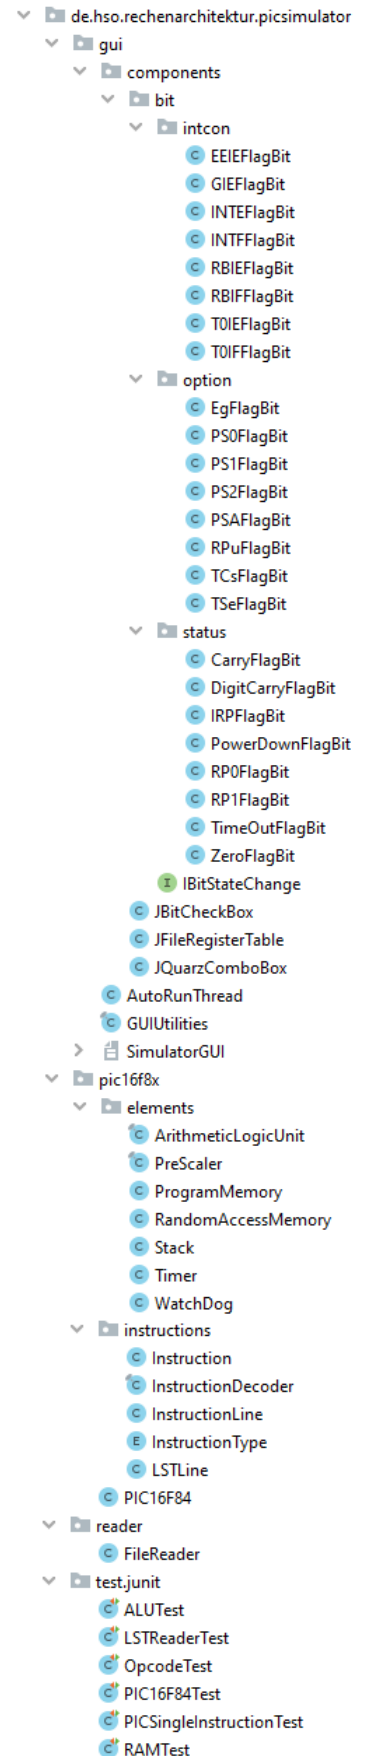 de.hso.rechenarchitektur.picsimulator
gui
components
bit
intcon
C EEIEFlagBit
C GIEFlagBit
C INTEFlagBit
C INTFFlagBit
C RBIEFlagBit
C RBIFFlagBit
C T0IEFlagBit
C T0IFFlagBit
option
C EgFlagBit
C PS0FlagBit
C PS1FlagBit
C PS2FlagBit
C PSAFlagBit
C RPuFlagBit
C TCsFlagBit
C TSeFlagBit
status
C CarryFlagBit
C DigitCarryFlagBit
C IRPFlagBit
C PowerDownFlagBit
C RP0FlagBit
C RP1FlagBit
C TimeOutFlagBit
C ZeroFlagBit
I IBitStateChange
C JBitCheckBox
C JFileRegisterTable
C JQuarzComboBox
C AutoRunThread
C GUIUtilities
SimulatorGUI
pic16f8x
elements
C ArithmeticLogicUnit
C PreScaler
C ProgramMemory
C RandomAccessMemory
C Stack
C Timer
C WatchDog
instructions
C Instruction
C InstructionDecoder
C InstructionLine
E InstructionType
C LSTLine
C PIC16F84
reader
C FileReader
test.junit
C ALUTest
C LSTReaderTest
C OpcodeTest
C PIC16F84Test
C PICSingleInstructionTest
C RAMTest